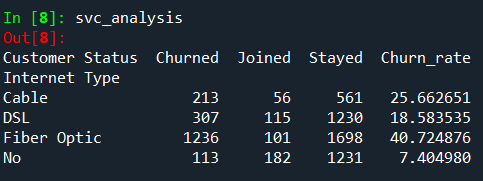 In [8]: svc_analysis
Out[8]:
Customer Status  Churned  Joined  Stayed  Churn_rate
Internet Type
Cable                213      56     561   25.662651
DSL                  307     115    1230   18.583535
Fiber Optic         1236     101    1698   40.724876
No                   113     182    1231    7.404980